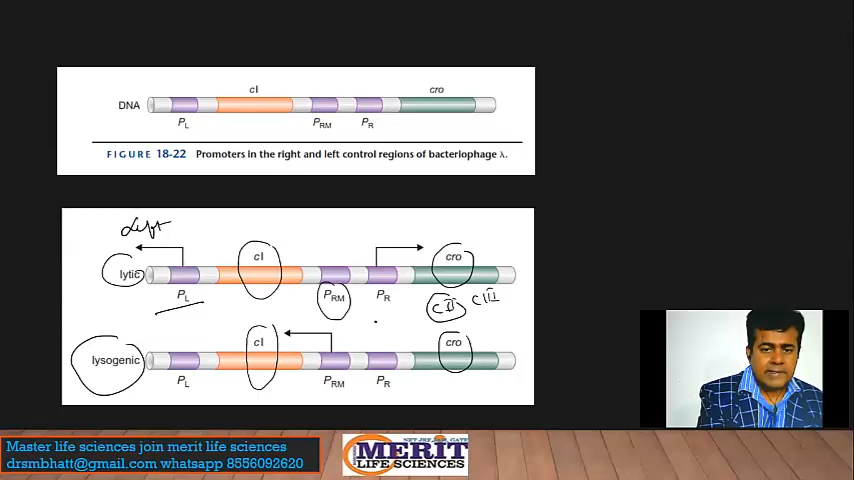 cI cro
DNA
PL PRM PR
FIGURE 18-22 Promoters in the right and left control regions of bacteriophage λ.
Left
cI cro
lytic
PL PRM PR CII CIII
cI cro
lysogenic
PL PRM PR
Master life sciences join merit life sciences
drsmbhatt@gmail.com whatsapp 8556092620
MERIT
LIFE SCIENCES